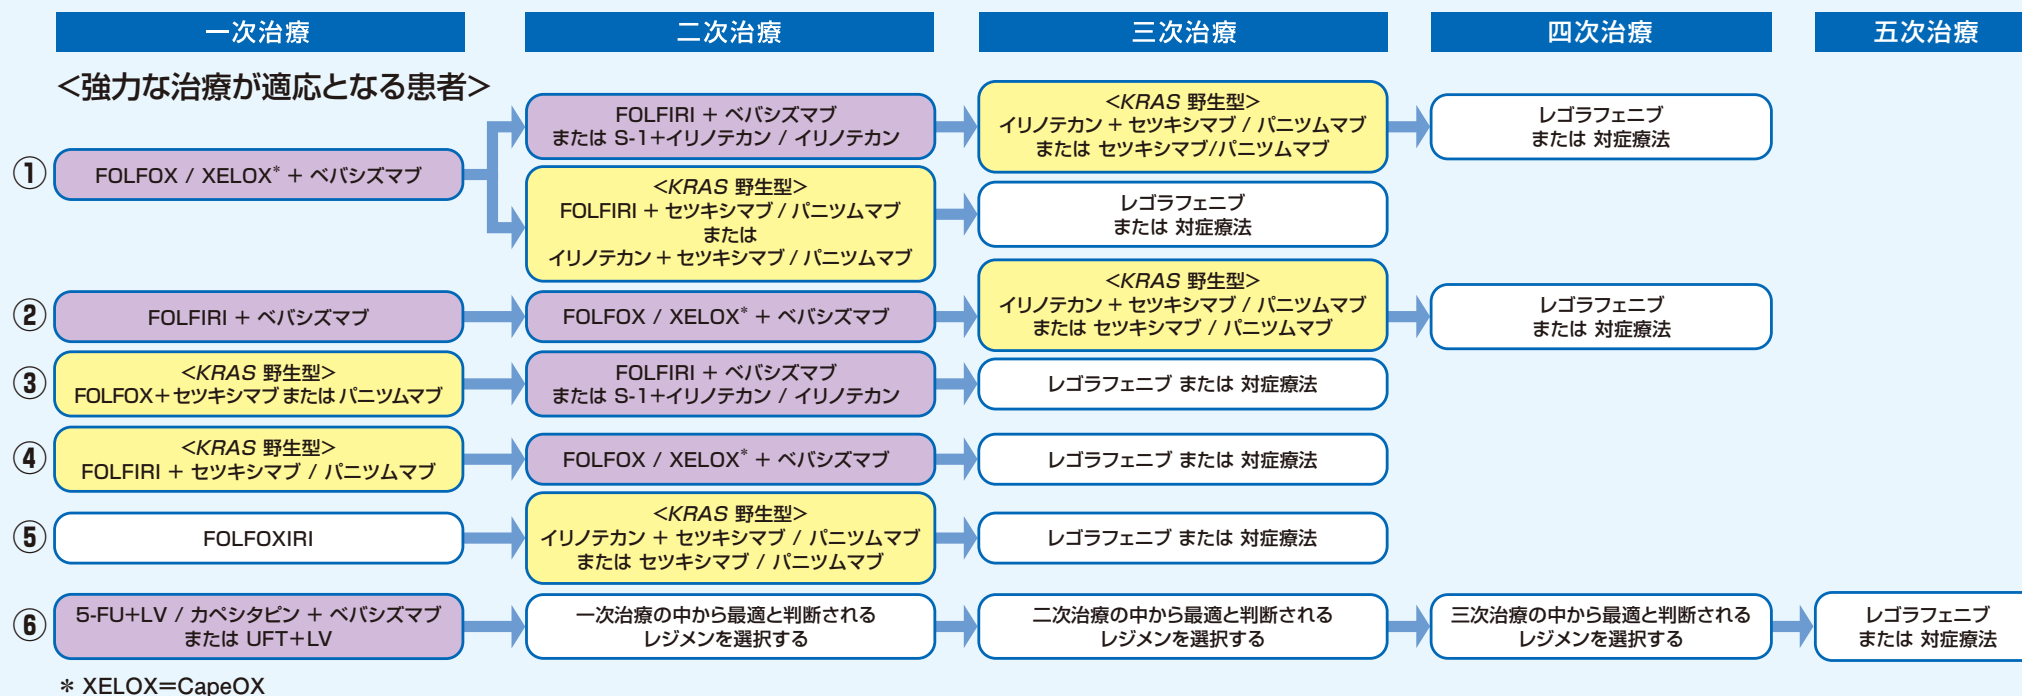 一次治療
二次治療
三次治療
四次治療
五次治療
<強力な治療が適応となる患者>
①
FOLFOX / XELOX* + ベバシズマブ
FOLFIRI + ベバシズマブ
または S-1+イリノテカン / イリノテカン
<KRAS 野生型>
イリノテカン + セツキシマブ / パニツムマブ
または セツキシマブ/パニツムマブ
レゴラフェニブ
または 対症療法
<KRAS 野生型>
FOLFIRI + セツキシマブ / パニツムマブ
または
イリノテカン + セツキシマブ / パニツムマブ
レゴラフェニブ
または 対症療法
②
FOLFIRI + ベバシズマブ
FOLFOX / XELOX* + ベバシズマブ
<KRAS 野生型>
イリノテカン + セツキシマブ / パニツムマブ
または セツキシマブ / パニツムマブ
レゴラフェニブ
または 対症療法
③
<KRAS 野生型>
FOLFOX+セツキシマブ または パニツムマブ
FOLFIRI + ベバシズマブ
または S-1+イリノテカン / イリノテカン
レゴラフェニブ または 対症療法
④
<KRAS 野生型>
FOLFIRI + セツキシマブ / パニツムマブ
FOLFOX / XELOX* + ベバシズマブ
レゴラフェニブ または 対症療法
⑤
FOLFOXIRI
<KRAS 野生型>
イリノテカン + セツキシマブ / パニツムマブ
または セツキシマブ / パニツムマブ
レゴラフェニブ または 対症療法
⑥
5-FU+LV / カペシタビン + ベバシズマブ
または UFT+LV
一次治療の中から最適と判断される
レジメンを選択する
二次治療の中から最適と判断される
レジメンを選択する
三次治療の中から最適と判断される
レジメンを選択する
レゴラフェニブ
または 対症療法
* XELOX=CapeOX